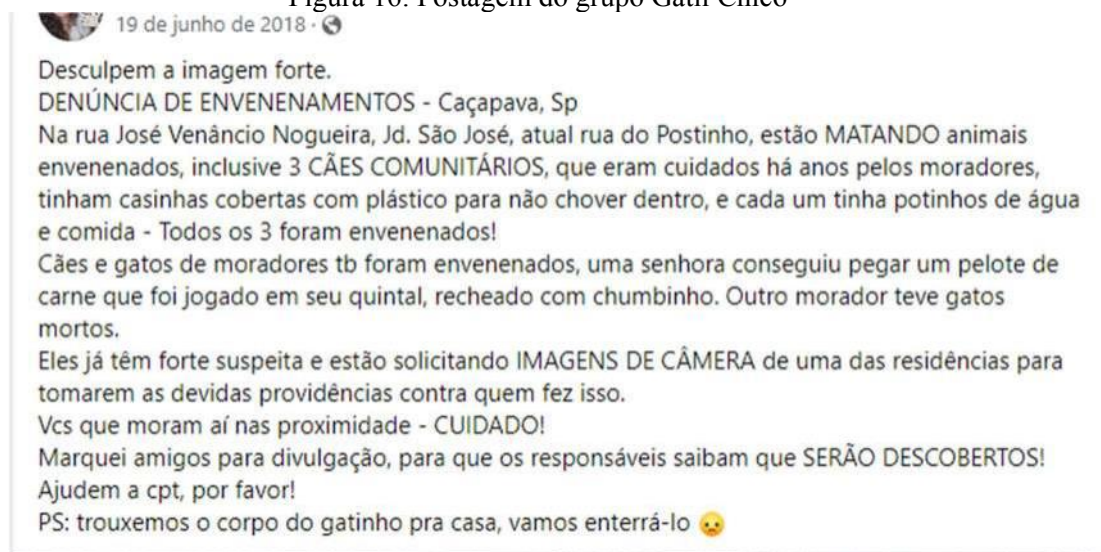 Figura 16: Postagem do grupo Gatil Chico
19 de junho de 2018 ·
Desculpem a imagem forte.
DENÚNCIA DE ENVENENAMENTOS - Caçapava, Sp
Na rua José Venâncio Nogueira, Jd. São José, atual rua do Postinho, estão MATANDO animais
envenenados, inclusive 3 CÃES COMUNITÁRIOS, que eram cuidados há anos pelos moradores,
tinham casinhas cobertas com plástico para não chover dentro, e cada um tinha potinhos de água
e comida - Todos os 3 foram envenenados!
Cães e gatos de moradores tb foram envenenados, uma senhora conseguiu pegar um pelote de
carne que foi jogado em seu quintal, recheado com chumbinho. Outro morador teve gatos
mortos.
Eles já têm forte suspeita e estão solicitando IMAGENS DE CÂMERA de uma das residências para
tomarem as devidas providências contra quem fez isso.
Vcs que moram aí nas proximidade - CUIDADO!
Marquei amigos para divulgação, para que os responsáveis saibam que SERÃO DESCOBERTOS!
Ajudem a cpt, por favor!
PS: trouxemos o corpo do gatinho pra casa, vamos enterrá-lo 😞